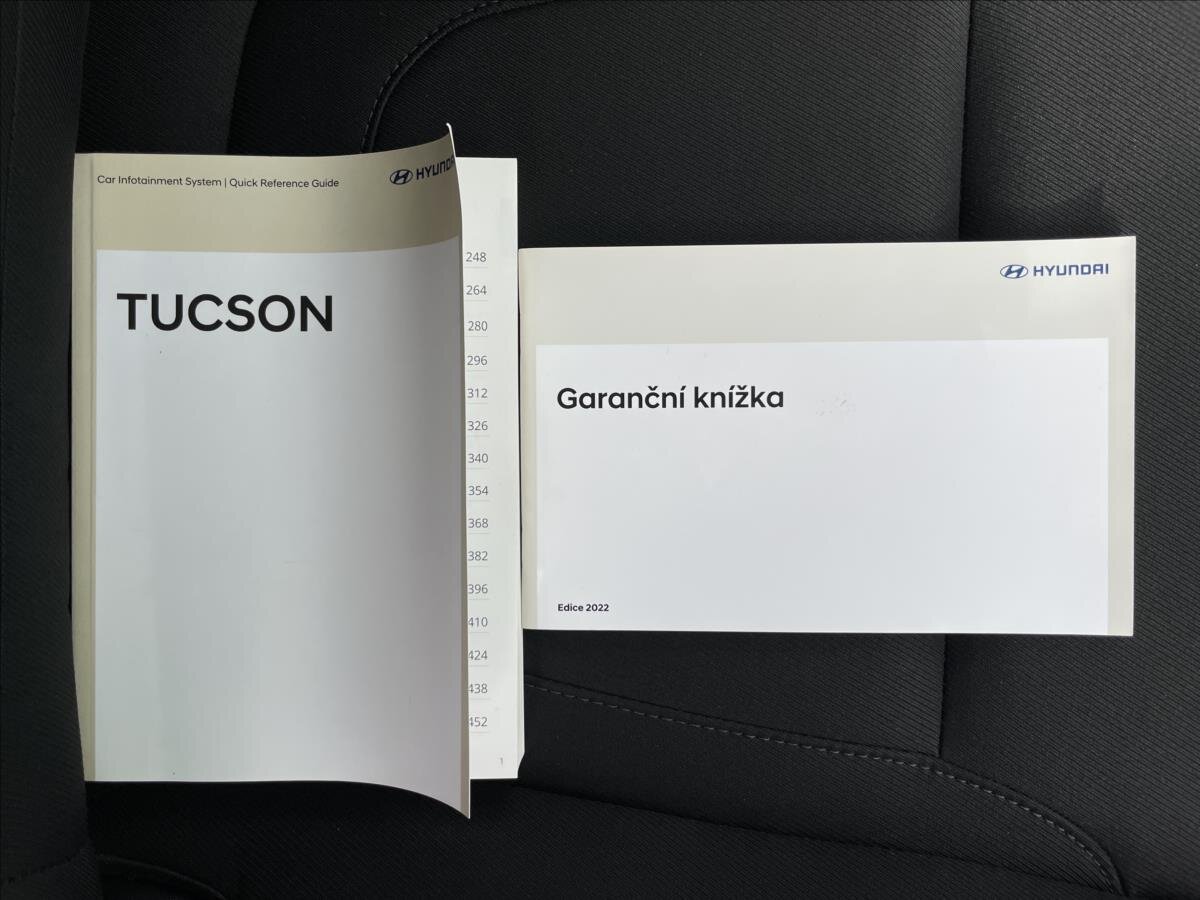 Car Infotainment System | Quick Reference Guide
HYUNDAI
TUCSON
248
264
280
296
312
326
340
354
368
382
396
410
424
438
452
1
HYUNDAI
Garanční knížka
Edice 2022